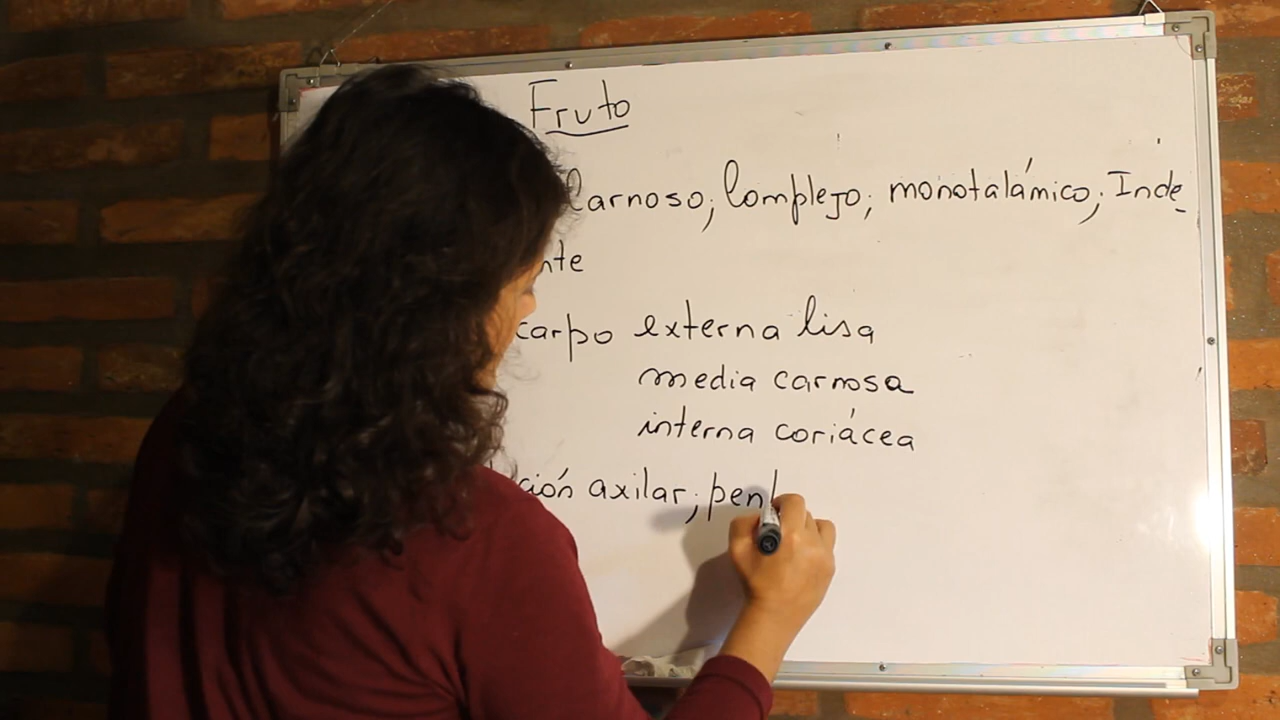 Fruto
Carnoso; Complejo; monotalámico; Inde
nte
carpo externa lisa
media carnosa
interna coriácea
ción axilar; pen